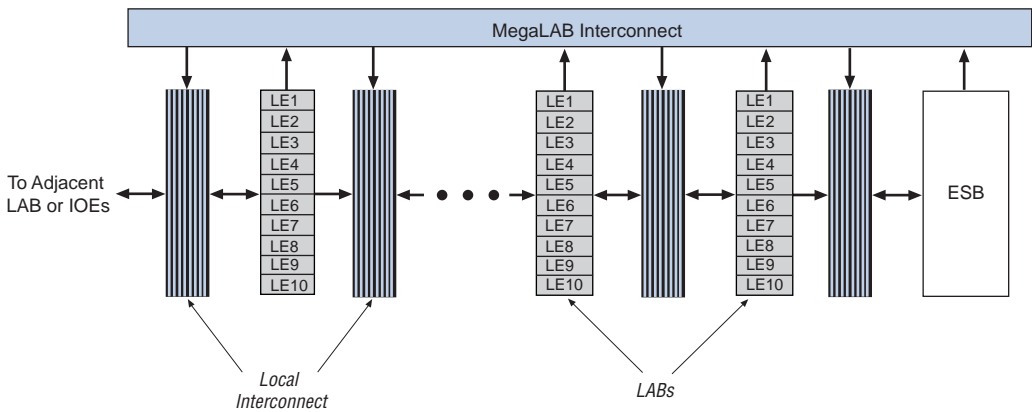 MegaLAB Interconnect
LE1
LE2
LE3
LE4
LE5
LE6
LE7
LE8
LE9
LE10
LE1
LE2
LE3
LE4
LE5
LE6
LE7
LE8
LE9
LE10
LE1
LE2
LE3
LE4
LE5
LE6
LE7
LE8
LE9
LE10
To Adjacent
LAB or IOEs
ESB
Local
Interconnect
LABs